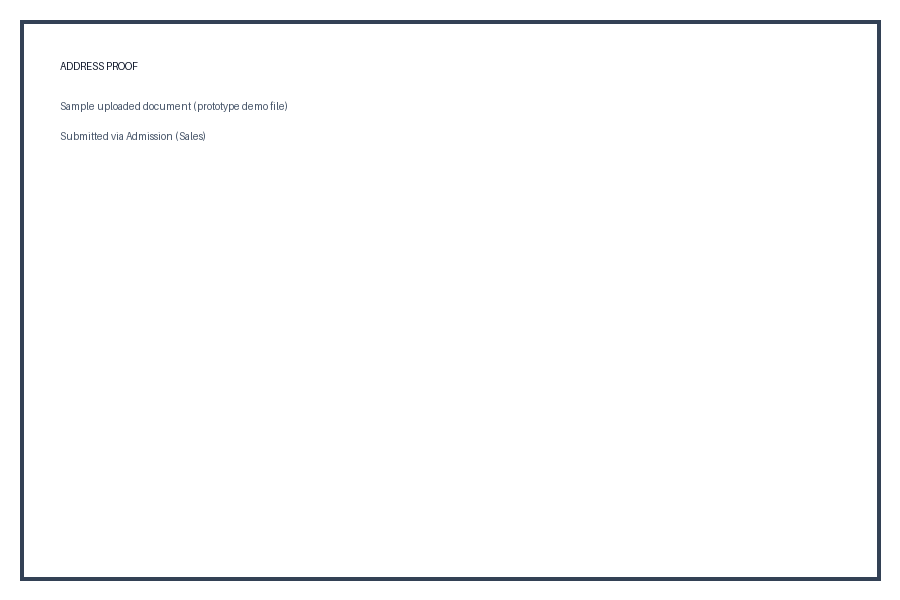 ADDRESS PROOF
Sample uploaded document (prototype demo file)
Submitted via Admission (Sales)